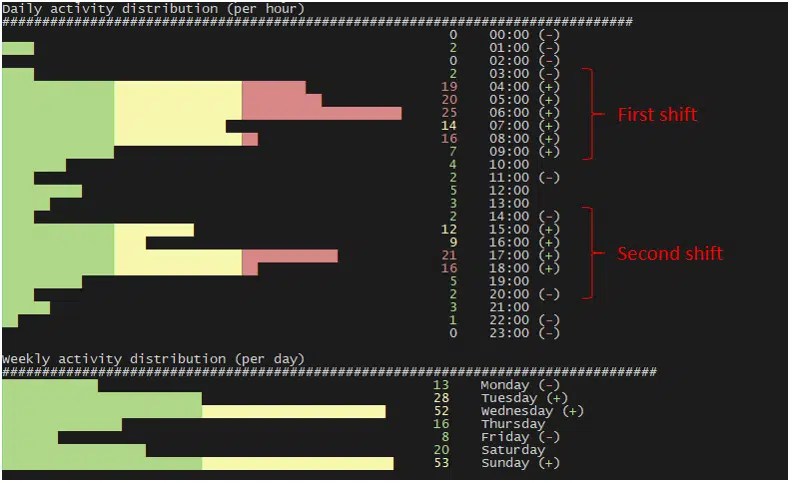 Daily activity distribution (per hour)
###############################################################################
0 00:00 (-)
2 01:00 (-)
0 02:00 (-)
2 03:00 (-)
19 04:00 (+)
20 05:00 (+)
25 06:00 (+)
First shift
14 07:00 (+)
16 08:00 (+)
7 09:00 (+)
4 10:00
2 11:00 (-)
5 12:00
3 13:00
2 14:00 (-)
12 15:00 (+)
9 16:00 (+)
21 17:00 (+)
Second shift
16 18:00 (+)
5 19:00
2 20:00 (-)
3 21:00
1 22:00 (-)
0 23:00 (-)
Weekly activity distribution (per day)
##################################################################################
13 Monday (-)
28 Tuesday (+)
52 Wednesday (+)
16 Thursday
8 Friday (-)
20 Saturday
53 Sunday (+)